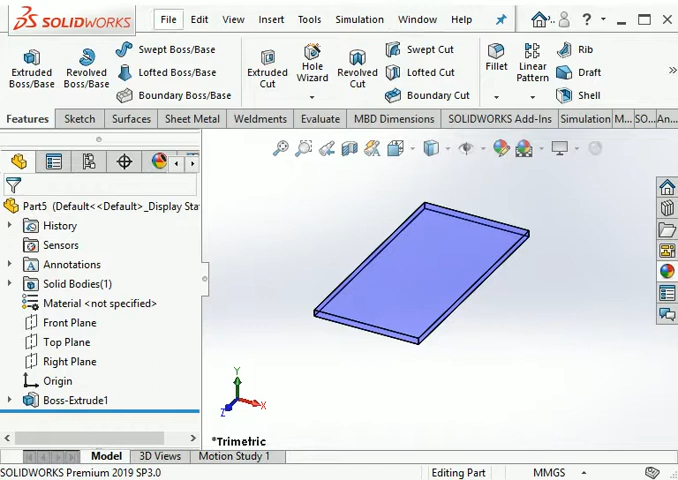 SOLIDWORKS File Edit View Insert Tools Simulation Window Help ?
Extruded Boss/Base
Revolved Boss/Base
Swept Boss/Base
Lofted Boss/Base
Boundary Boss/Base
Extruded Cut
Hole Wizard
Revolved Cut
Swept Cut
Lofted Cut
Boundary Cut
Fillet
Linear Pattern
Rib
Draft
Shell
Features Sketch Surfaces Sheet Metal Weldments Evaluate MBD Dimensions SOLIDWORKS Add-Ins Simulation M... SO... An...
Part5 (Default<<Default>_Display Sta
History
Sensors
Annotations
Solid Bodies(1)
Material <not specified>
Front Plane
Top Plane
Right Plane
Origin
Boss-Extrude1
Y
X
Z
*Trimetric
Model 3D Views Motion Study 1
SOLIDWORKS Premium 2019 SP3.0 Editing Part MMGS